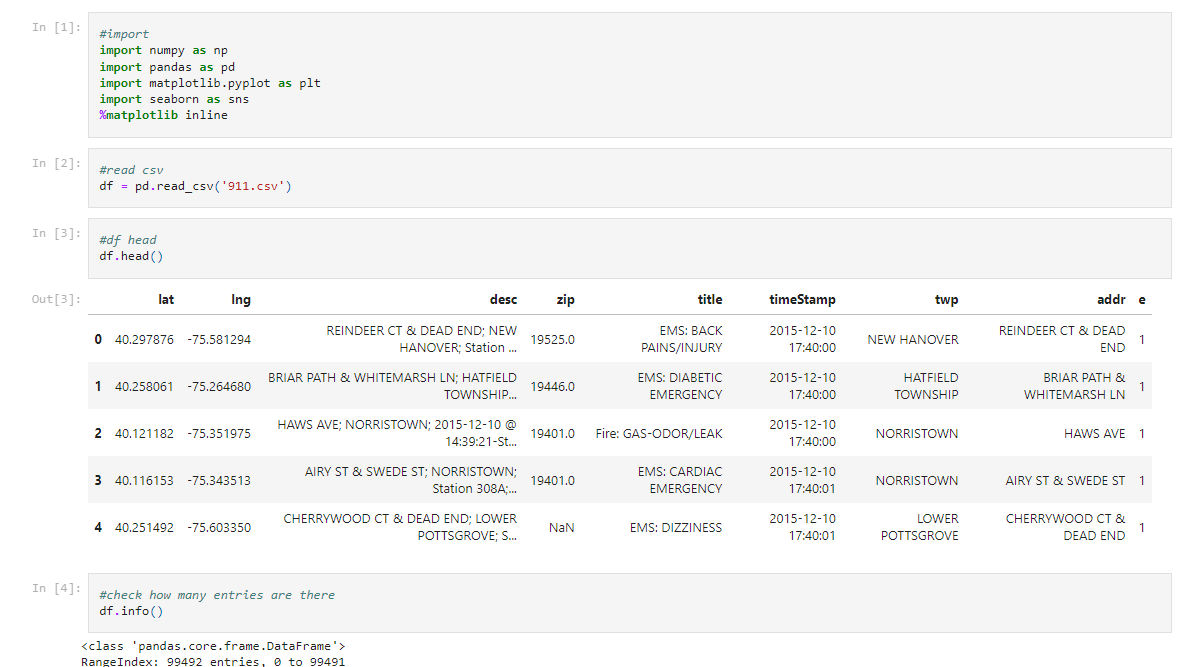 In [1]:
#import
import numpy as np
import pandas as pd
import matplotlib.pyplot as plt
import seaborn as sns
%matplotlib inline
In [2]:
#read csv
df = pd.read_csv('911.csv')
In [3]:
#df head
df.head()
Out[3]:
lat lng desc zip title timeStamp twp addr e
0 40.297876 -75.581294 REINDEER CT & DEAD END; NEW HANOVER; Station ... 19525.0 EMS: BACK PAINS/INJURY 2015-12-10 17:40:00 NEW HANOVER REINDEER CT & DEAD END 1
1 40.258061 -75.264680 BRIAR PATH & WHITEMARSH LN; HATFIELD TOWNSHIP... 19446.0 EMS: DIABETIC EMERGENCY 2015-12-10 17:40:00 HATFIELD TOWNSHIP BRIAR PATH & WHITEMARSH LN 1
2 40.121182 -75.351975 HAWS AVE; NORRISTOWN; 2015-12-10 @ 14:39:21-St... 19401.0 Fire: GAS-ODOR/LEAK 2015-12-10 17:40:00 NORRISTOWN HAWS AVE 1
3 40.116153 -75.343513 AIRY ST & SWEDE ST; NORRISTOWN; Station 308A;... 19401.0 EMS: CARDIAC EMERGENCY 2015-12-10 17:40:01 NORRISTOWN AIRY ST & SWEDE ST 1
4 40.251492 -75.603350 CHERRYWOOD CT & DEAD END; LOWER POTTSGROVE; S... NaN EMS: DIZZINESS 2015-12-10 17:40:01 LOWER POTTSGROVE CHERRYWOOD CT & DEAD END 1
In [4]:
#check how many entries are there
df.info()
<class 'pandas.core.frame.DataFrame'>
RangeIndex: 99492 entries, 0 to 99491